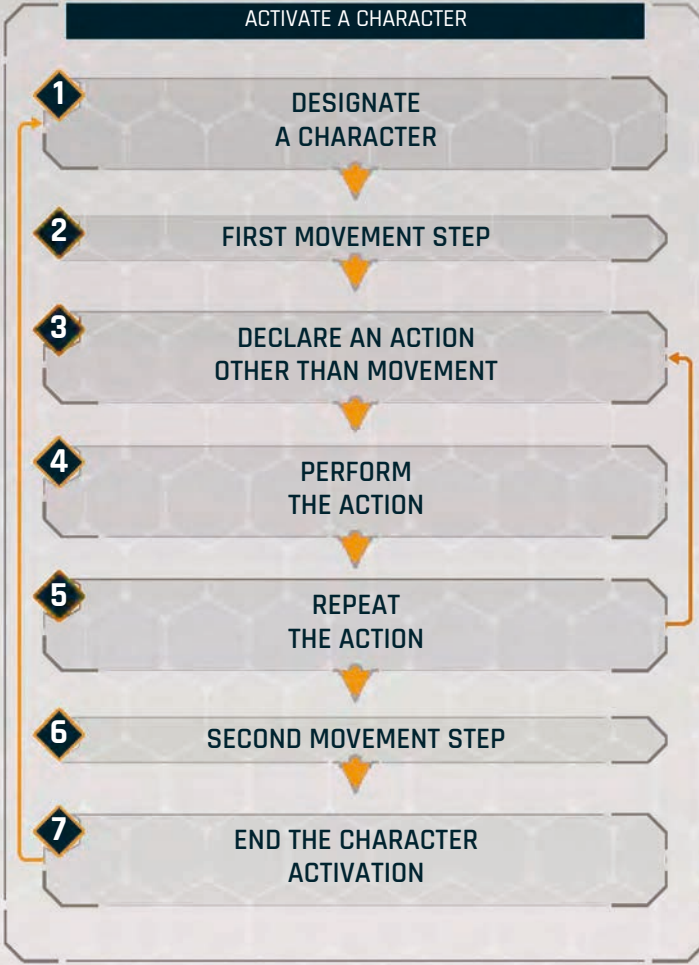 ACTIVATE A CHARACTER
1
DESIGNATE
A CHARACTER
2
FIRST MOVEMENT STEP
3
DECLARE AN ACTION
OTHER THAN MOVEMENT
4
PERFORM
THE ACTION
5
REPEAT
THE ACTION
6
SECOND MOVEMENT STEP
7
END THE CHARACTER
ACTIVATION